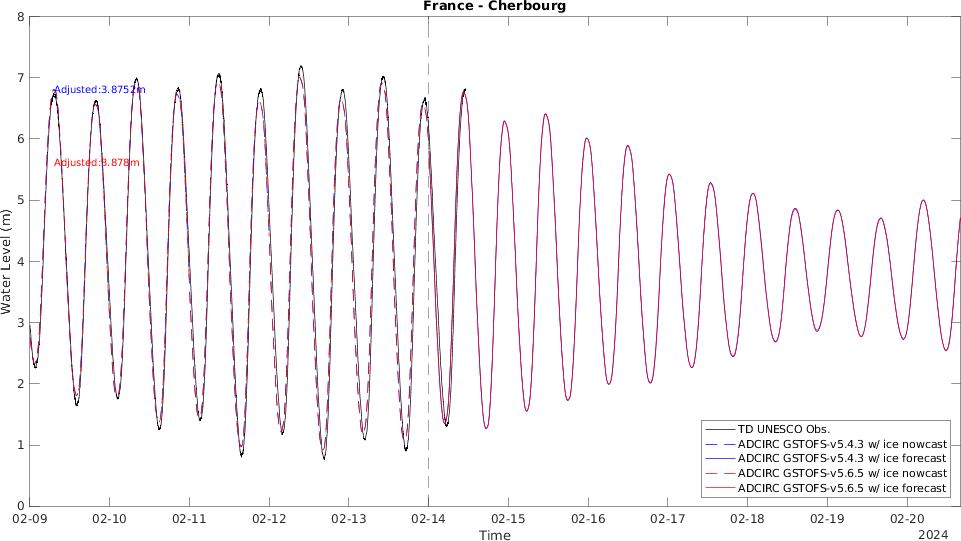 France - Cherbourg
8
7
6
5
4
3
2
1
0
Water Level (m)
Adjusted:3.8752m
Adjusted:3.878m
TD UNESCO Obs.
ADCIRC GSTOFS-v5.4.3 w/ ice nowcast
ADCIRC GSTOFS-v5.4.3 w/ ice forecast
ADCIRC GSTOFS-v5.6.5 w/ ice nowcast
ADCIRC GSTOFS-v5.6.5 w/ ice forecast
02-09 02-10 02-11 02-12 02-13 02-14 02-15 02-16 02-17 02-18 02-19 02-20
Time
2024